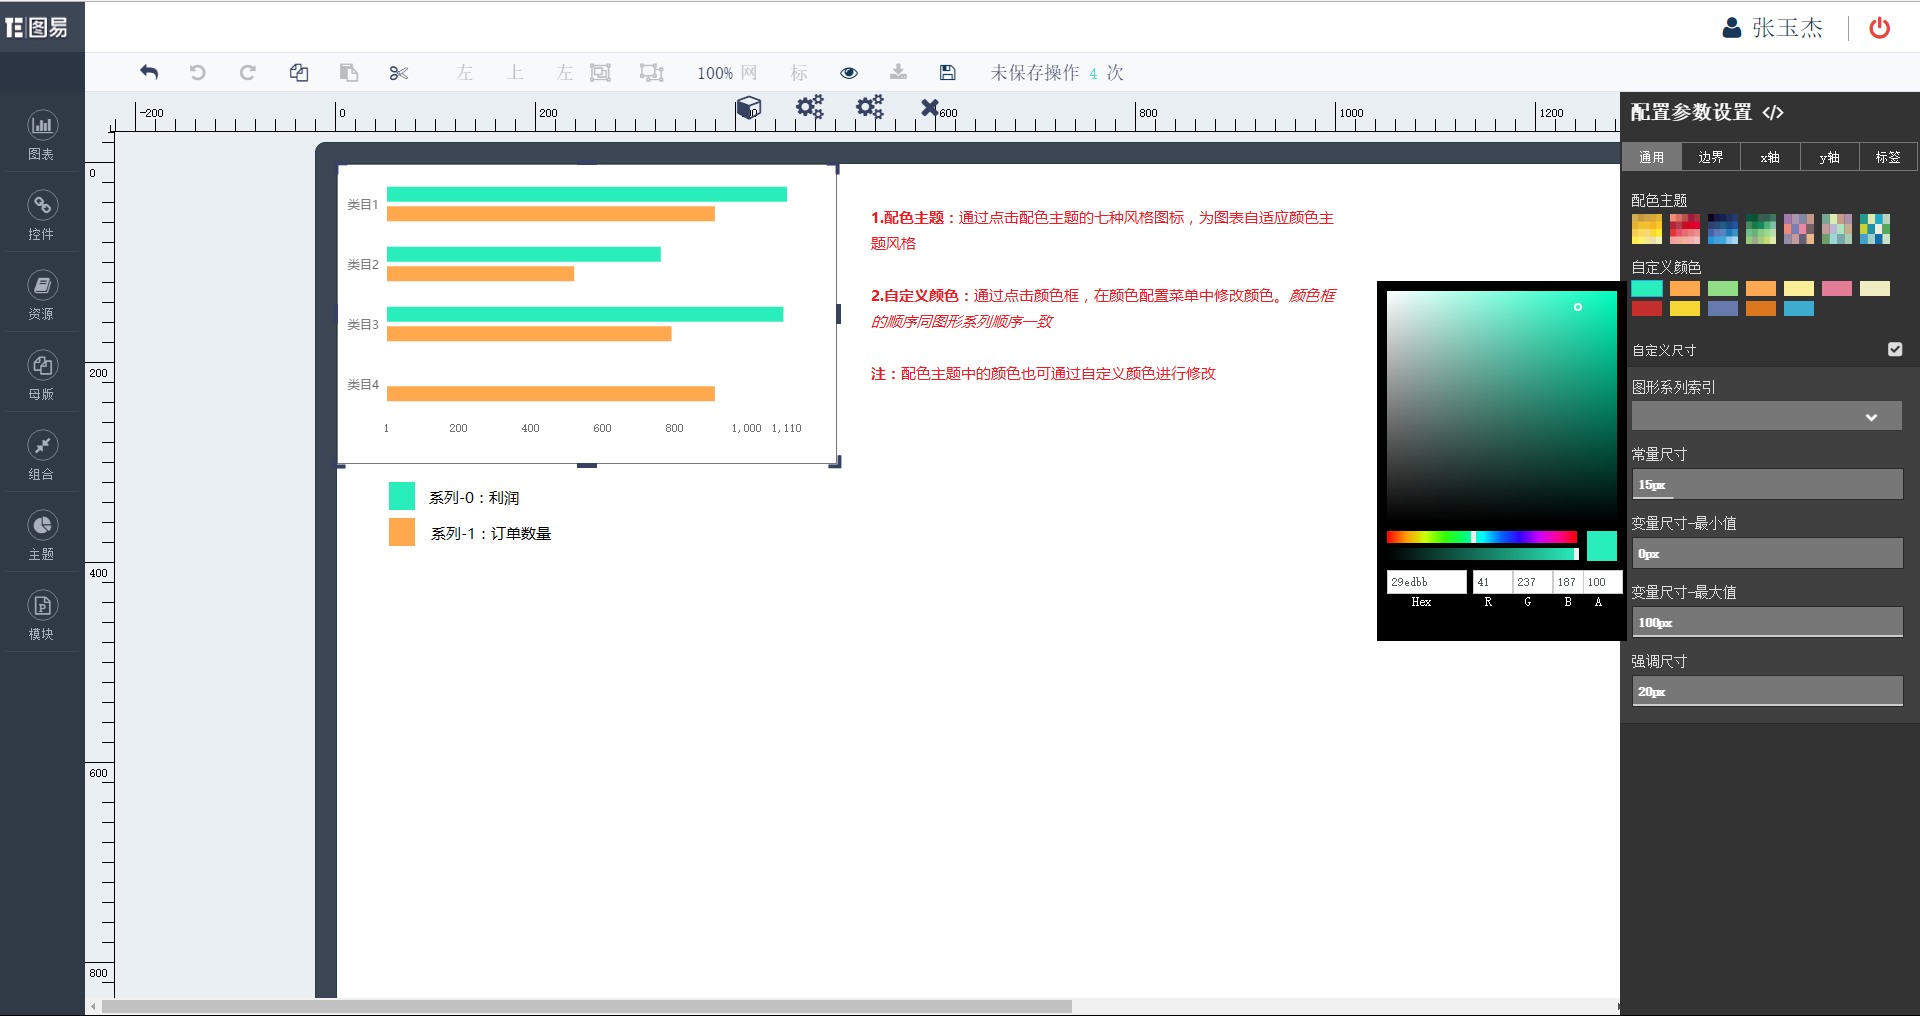 图易
张玉杰
左 上 左 100% 网 标 未保存操作 4 次
图表
控件
资源
母版
组合
主题
模块
-200 0 200 600 800 1000 1200
0
200
400
600
800
类目1
类目2
类目3
类目4
1 200 400 600 800 1,000 1,110
系列-0：利润
系列-1：订单数量
1.配色主题：通过点击配色主题的七种风格图标，为图表自适应颜色主
题风格
2.自定义颜色：通过点击颜色框，在颜色配置菜单中修改颜色。颜色框
的顺序同图形系列顺序一致
注：配色主题中的颜色也可通过自定义颜色进行修改
29edbb 41 237 187 100
Hex R G B A
配置参数设置 </>
通用 边界 x轴 y轴 标签
配色主题
自定义颜色
自定义尺寸
图形系列索引
常量尺寸
15px
变量尺寸-最小值
0px
变量尺寸-最大值
100px
强调尺寸
20px